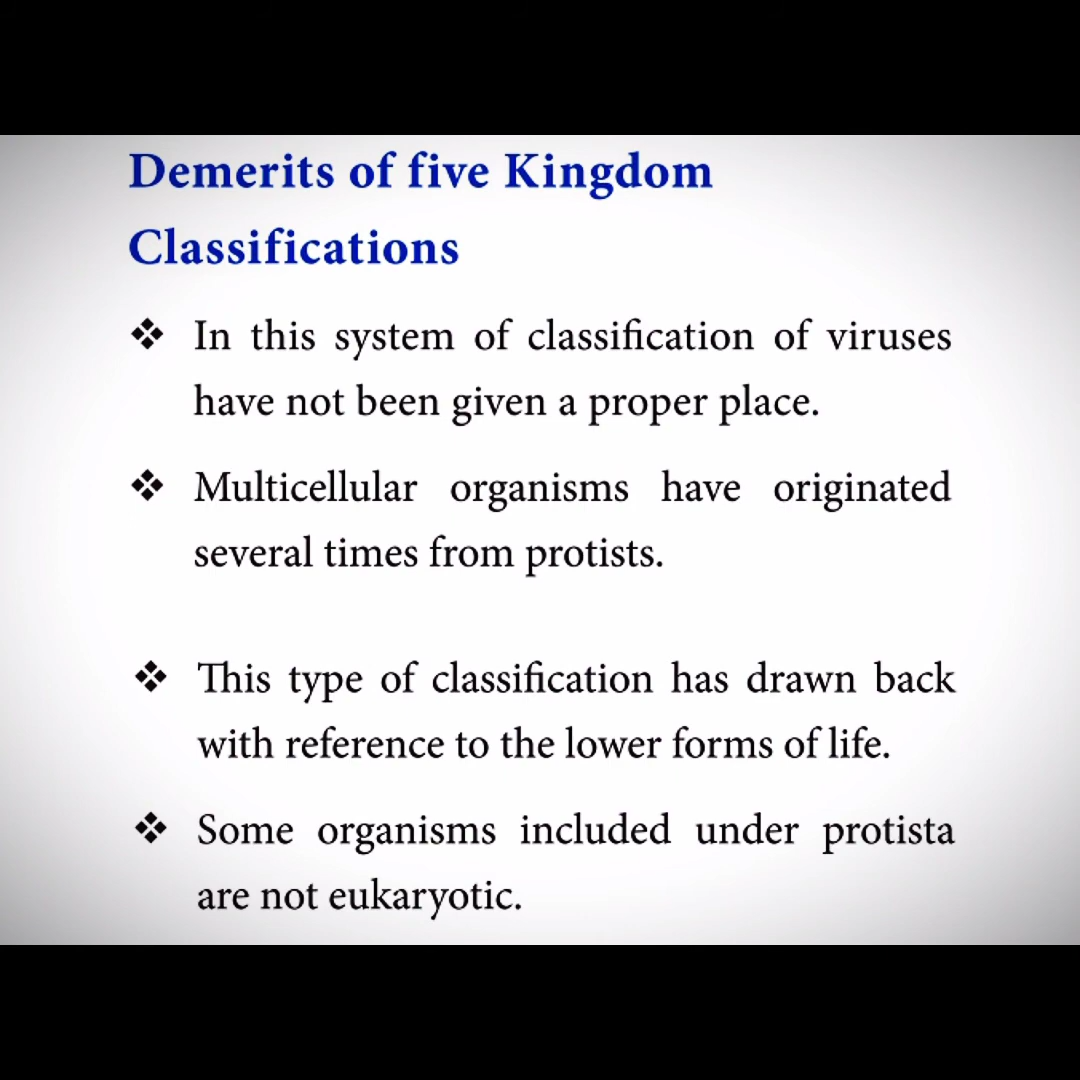 Demerits of five Kingdom
Classifications
❖ In this system of classification of viruses
have not been given a proper place.
❖ Multicellular organisms have originated
several times from protists.
❖ This type of classification has drawn back
with reference to the lower forms of life.
❖ Some organisms included under protista
are not eukaryotic.